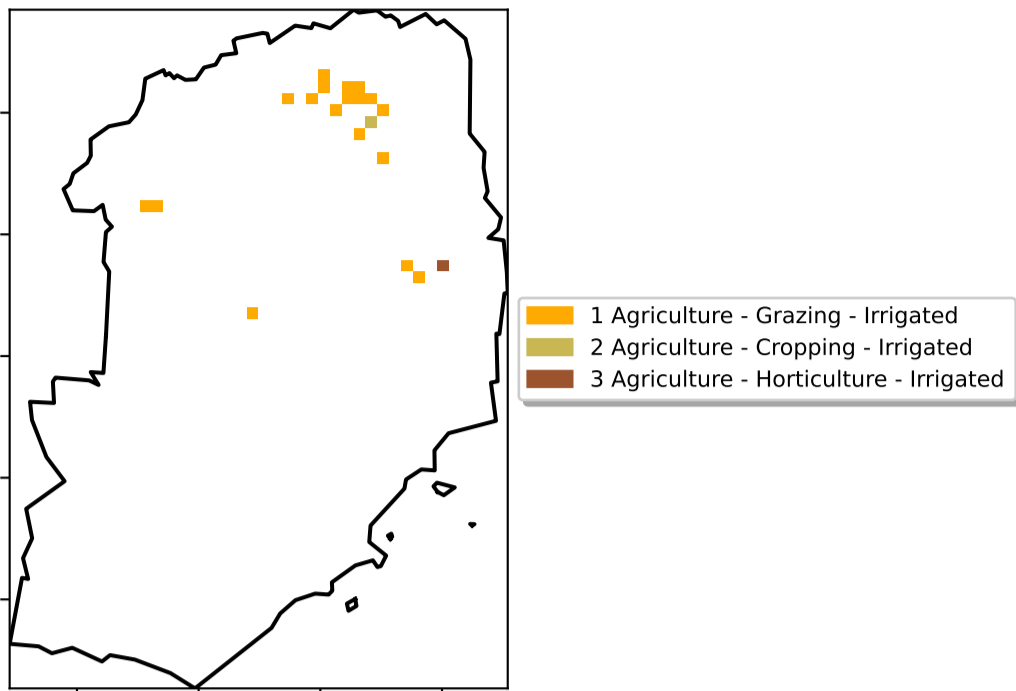 1 Agriculture - Grazing - Irrigated
2 Agriculture - Cropping - Irrigated
3 Agriculture - Horticulture - Irrigated